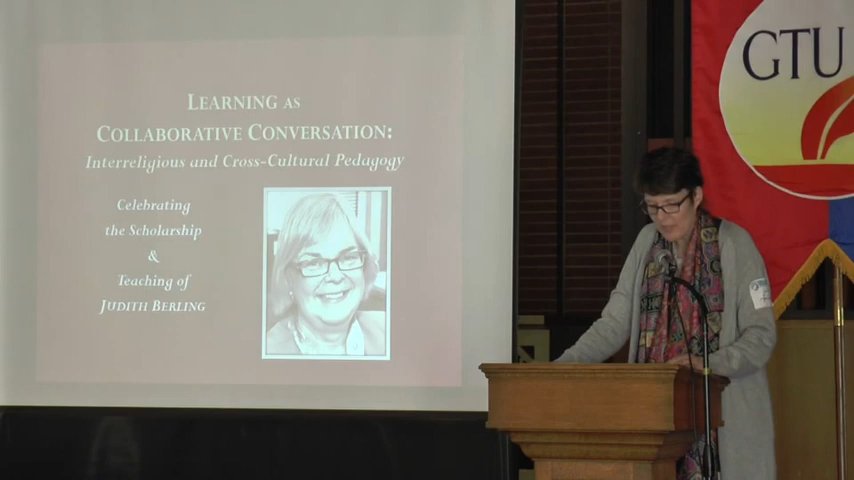 LEARNING AS
COLLABORATIVE CONVERSATION:
Interreligious and Cross-Cultural Pedagogy
Celebrating
the Scholarship
&
Teaching of
JUDITH BERLING
GTU